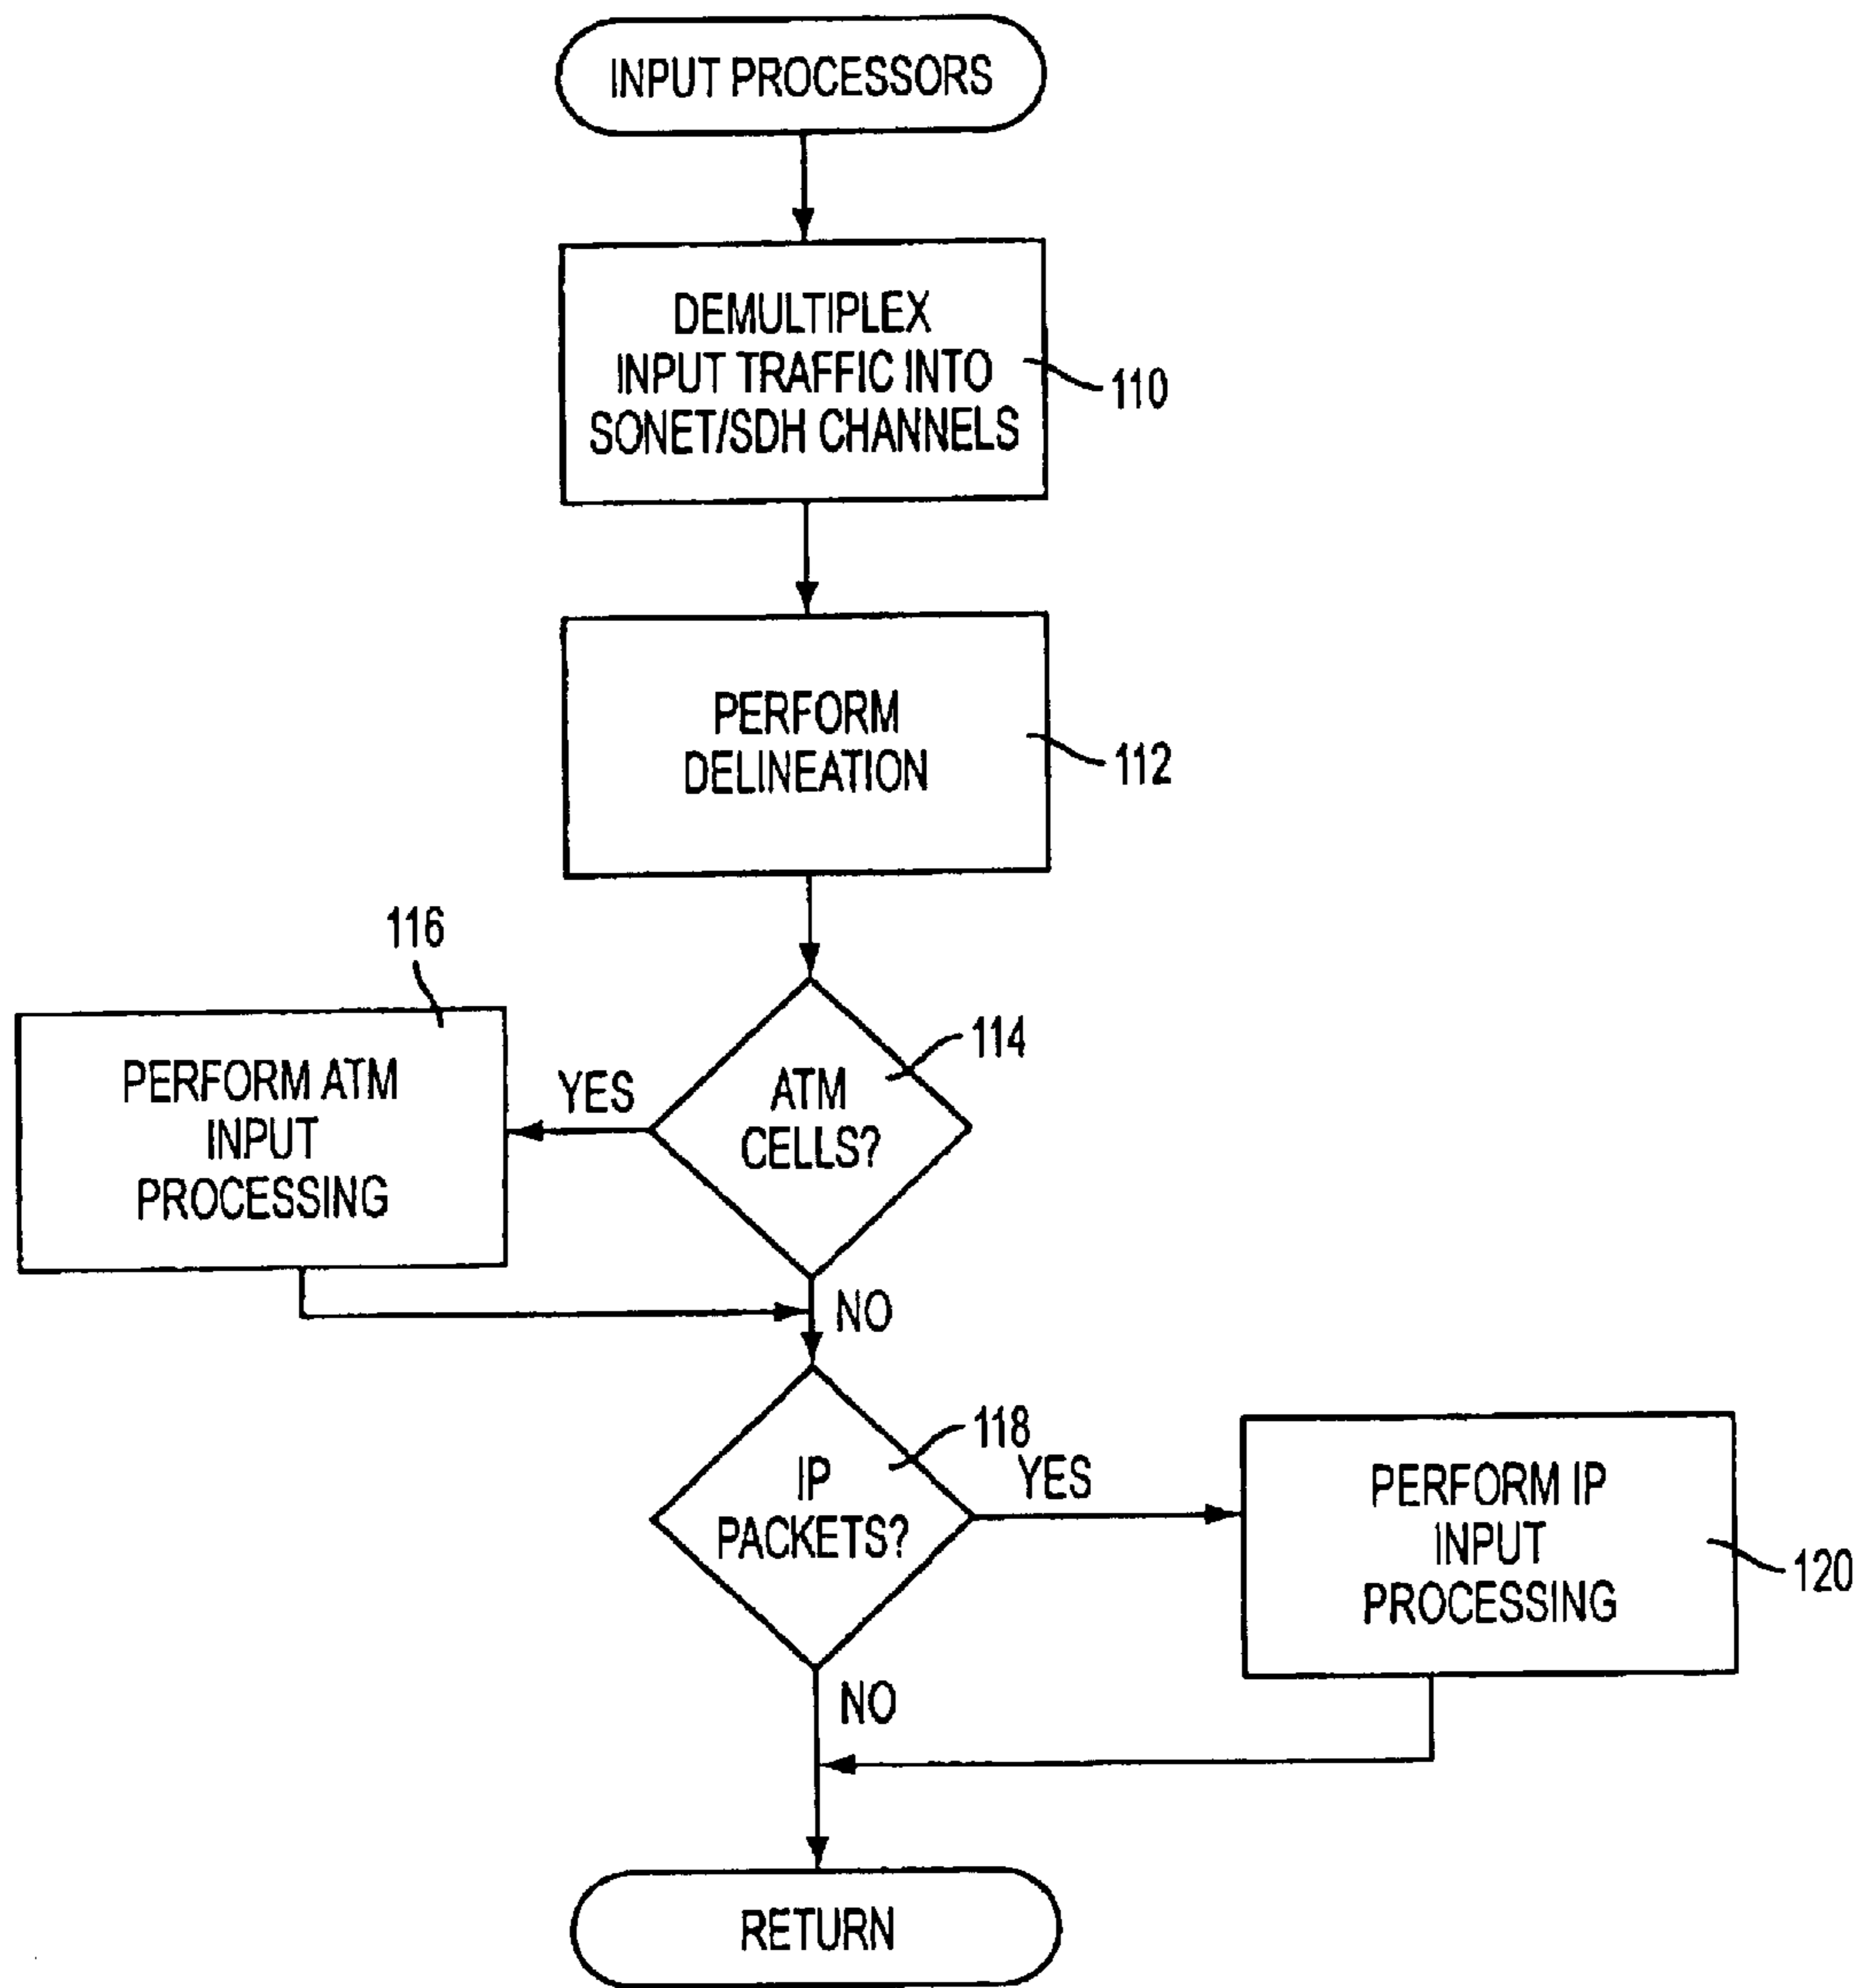 INPUT PROCESSORS
DEMULTIPLEX
INPUT TRAFFIC INTO
SONET/SDH CHANNELS
110
PERFORM
DELINEATION
112
116
PERFORM ATM
INPUT
PROCESSING
YES
ATM
CELLS?
114
NO
IP
PACKETS?
118
YES
PERFORM IP
INPUT
PROCESSING
120
NO
RETURN